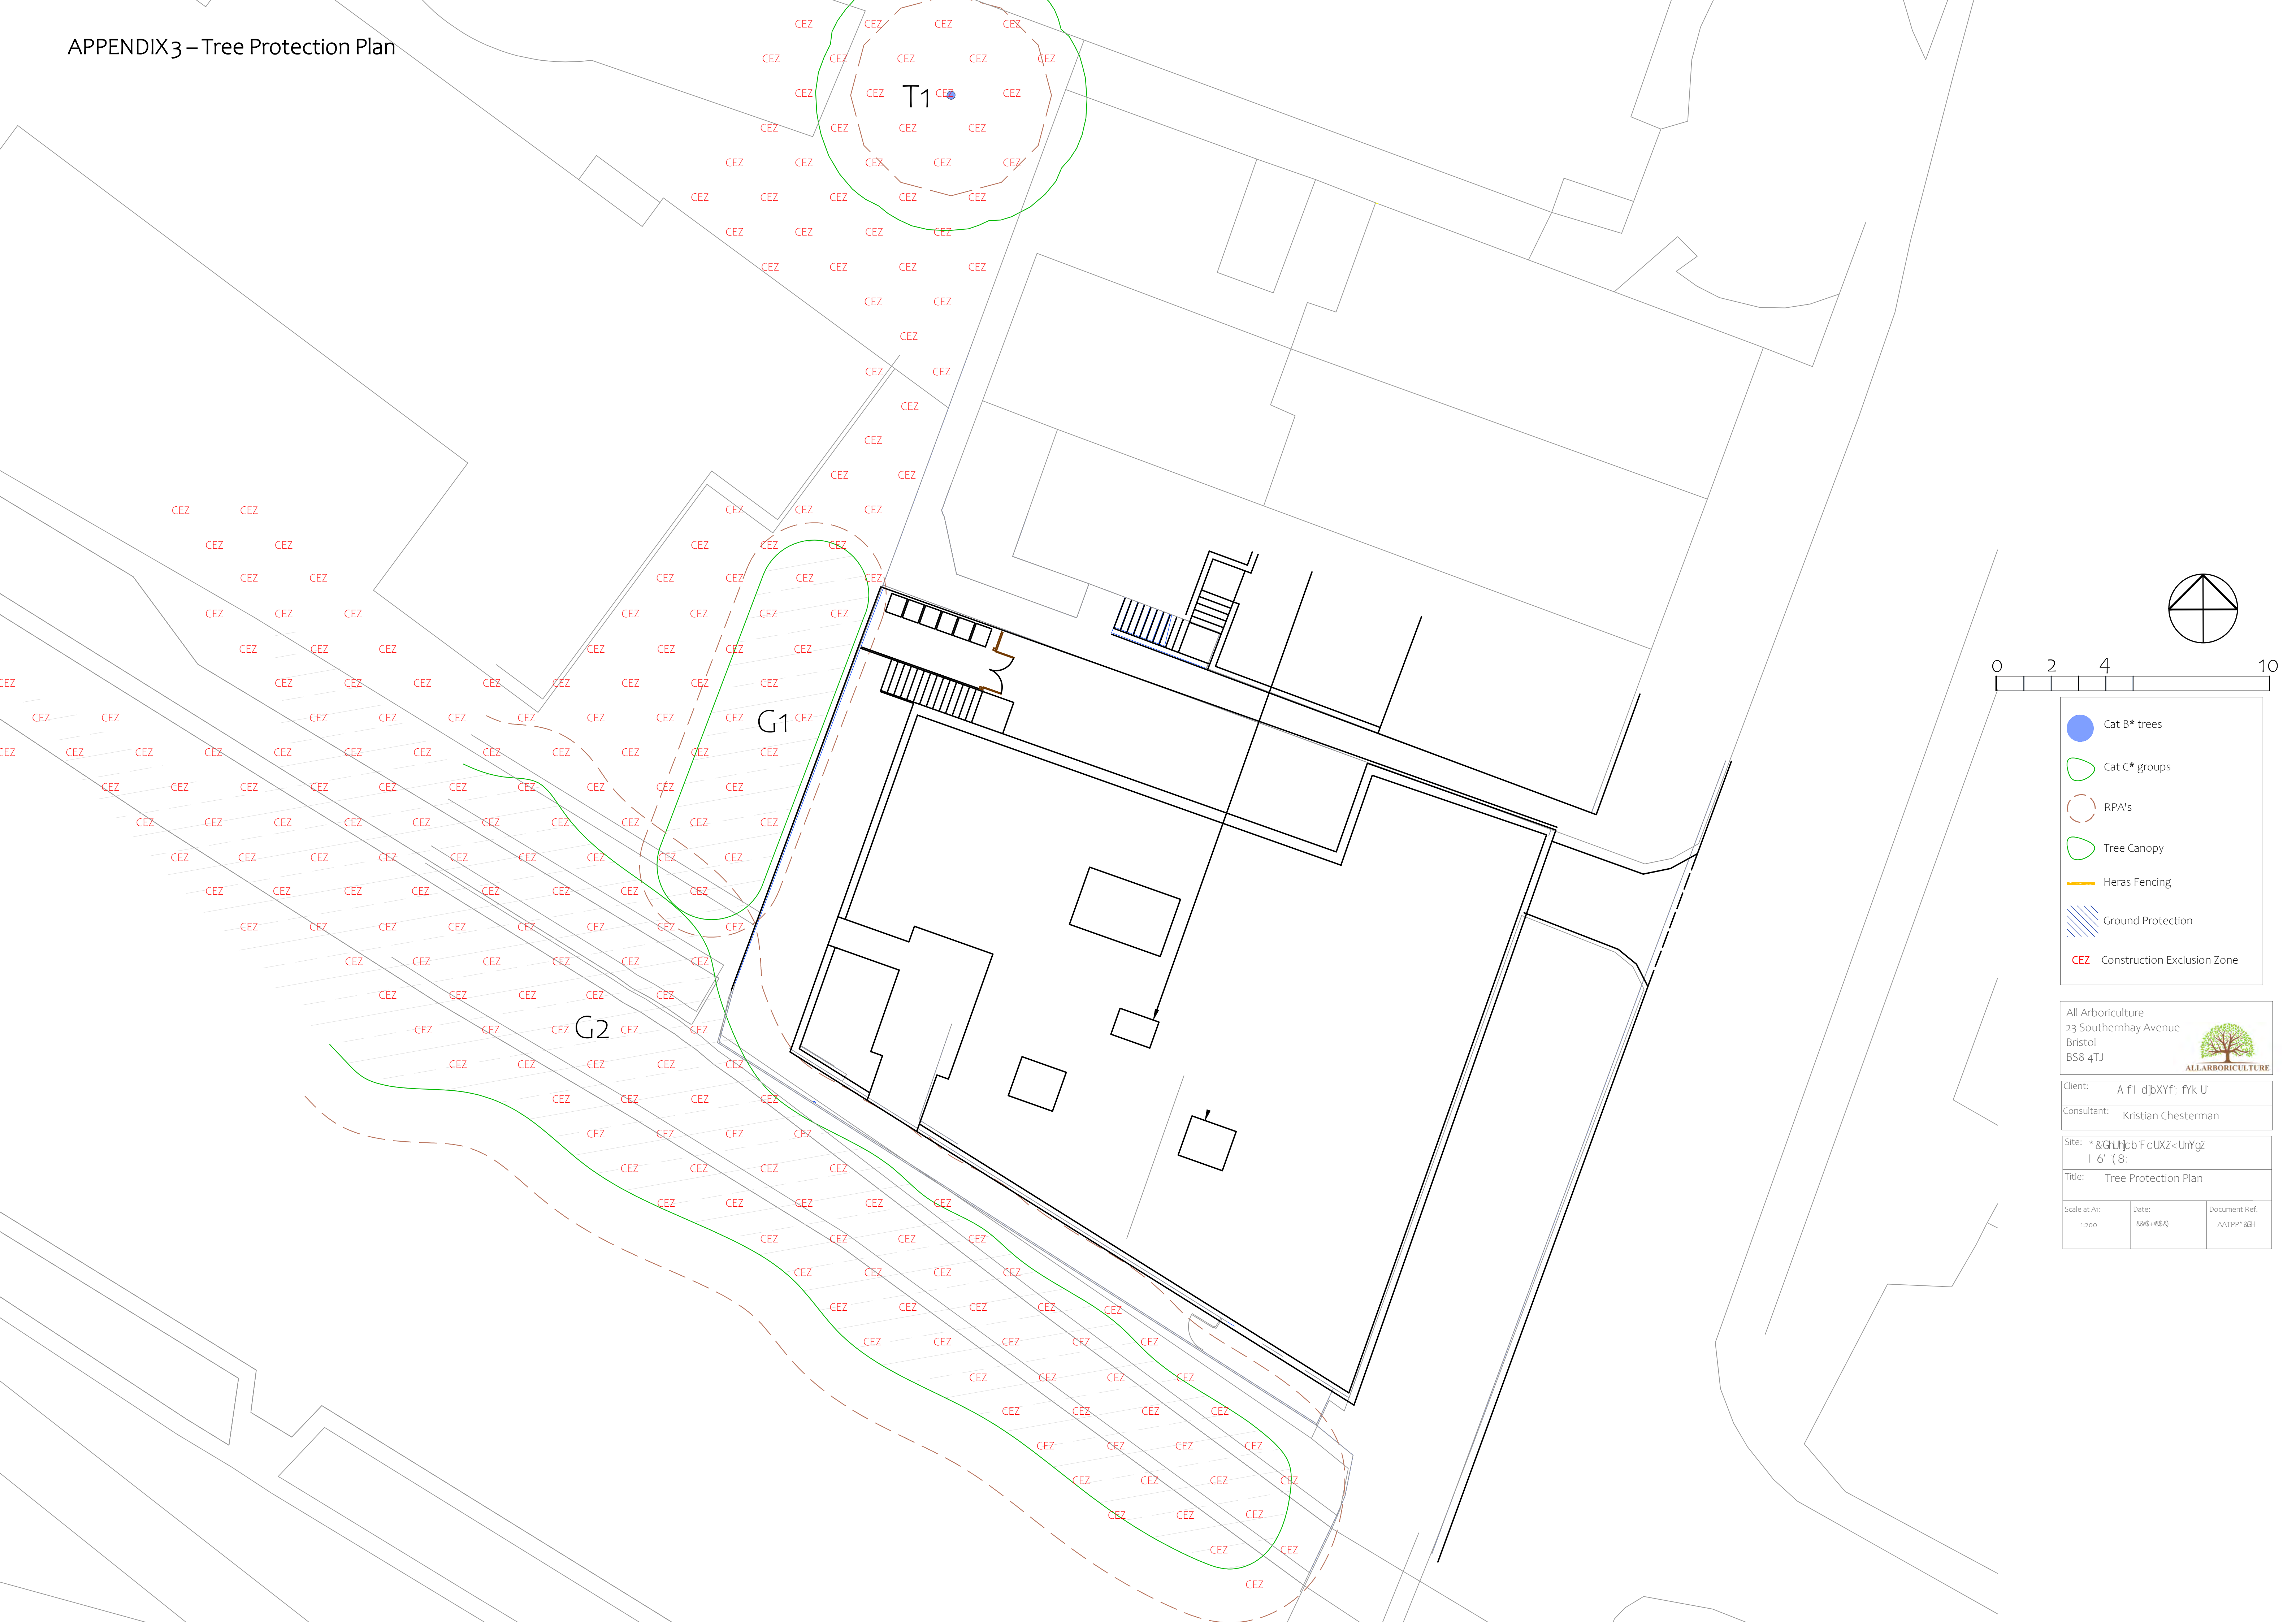 APPENDIX 3 – Tree Protection Plan
T1
G1
G2
CEZ
0 2 4 10
Cat B* trees
Cat C* groups
RPA's
Tree Canopy
Heras Fencing
Ground Protection
CEZ Construction Exclusion Zone
All Arboriculture
23 Southernhay Avenue
Bristol
BS8 4TJ
ALLARBORICULTURE
Client:
Consultant: Kristian Chesterman
Site:
Title: Tree Protection Plan
Scale at A1: Date: Document Ref.
1:200